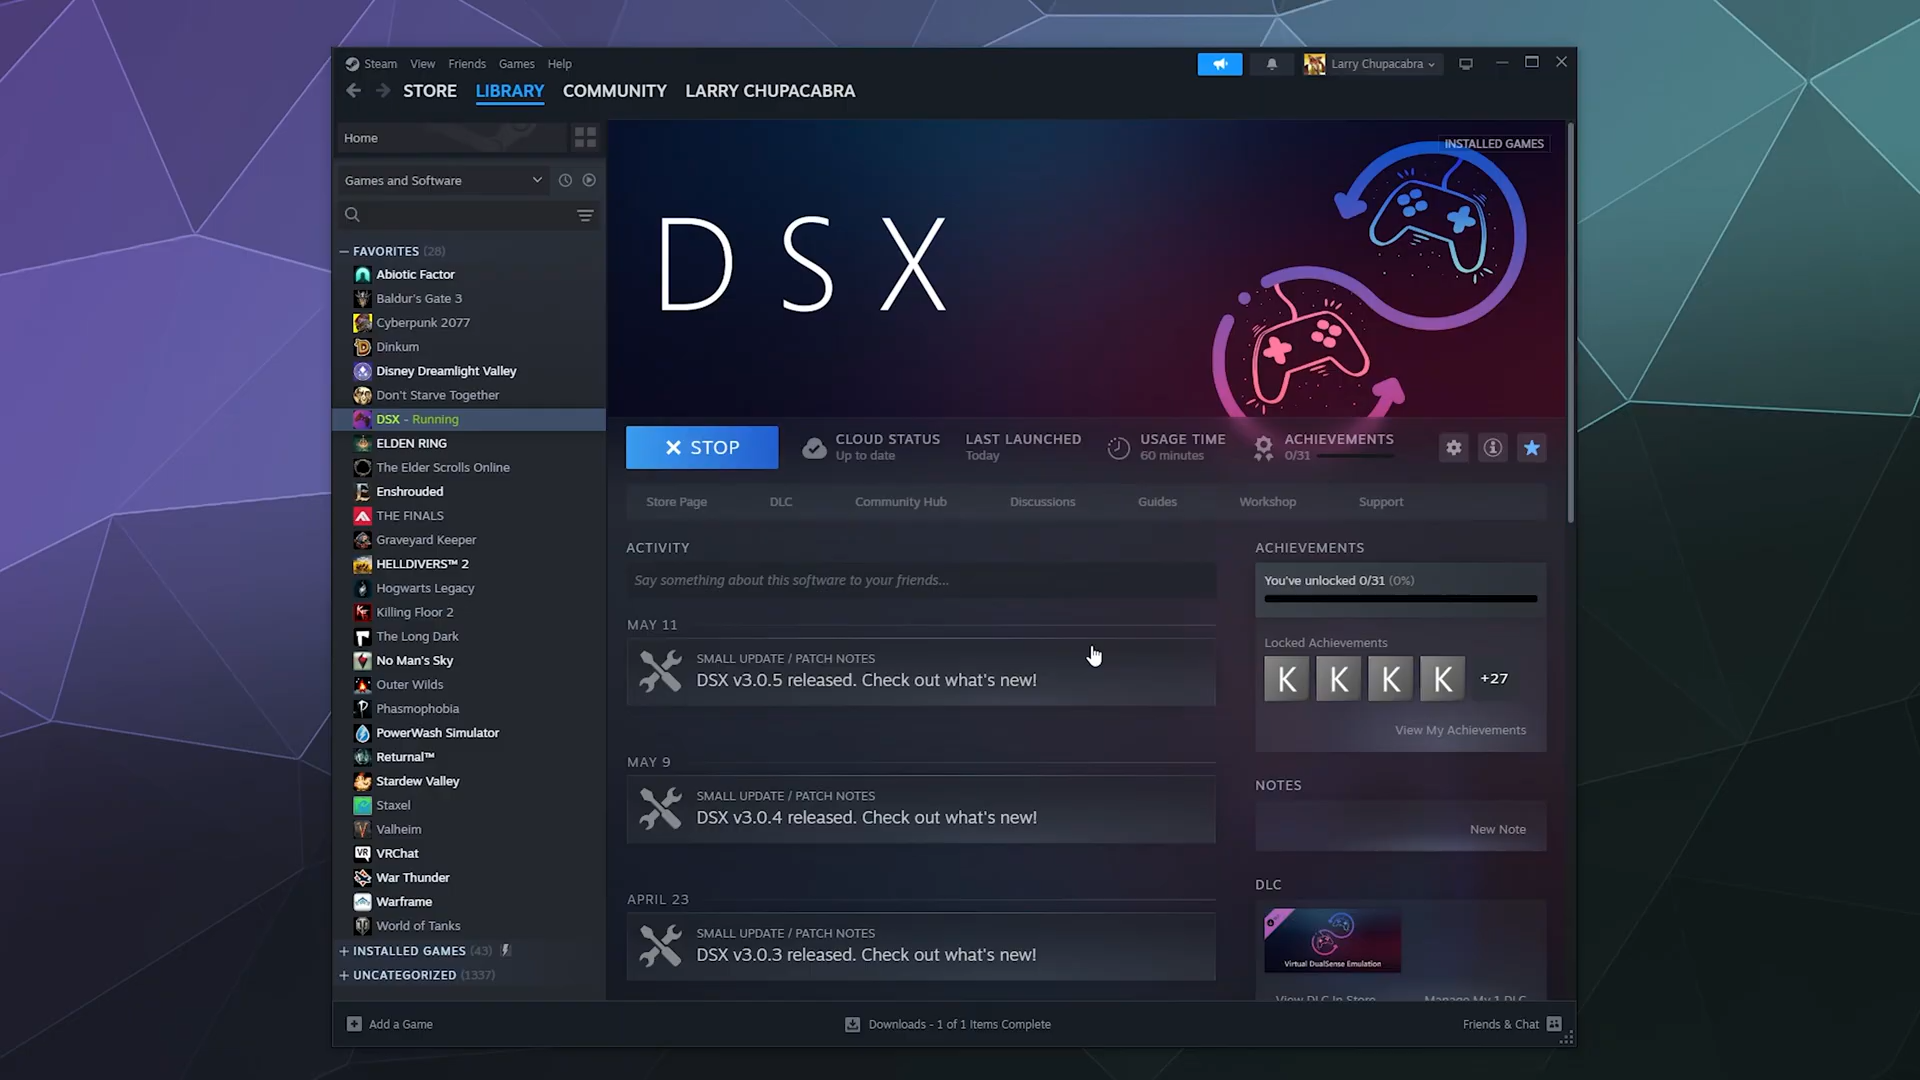 Steam View Friends Games Help
Larry Chupacabra
STORE LIBRARY COMMUNITY LARRY CHUPACABRA
Home
Games and Software
FAVORITES (28)
Abiotic Factor
Baldur's Gate 3
Cyberpunk 2077
Dinkum
Disney Dreamlight Valley
Don't Starve Together
DSX - Running
ELDEN RING
The Elder Scrolls Online
Enshrouded
THE FINALS
Graveyard Keeper
HELLDIVERS™ 2
Hogwarts Legacy
Killing Floor 2
The Long Dark
No Man's Sky
Outer Wilds
Phasmophobia
PowerWash Simulator
Returnal™
Stardew Valley
Staxel
Valheim
VRChat
War Thunder
Warframe
World of Tanks
INSTALLED GAMES (43)
UNCATEGORIZED (1337)
INSTALLED GAMES
DSX
STOP
CLOUD STATUS
Up to date
LAST LAUNCHED
Today
USAGE TIME
60 minutes
ACHIEVEMENTS
0/31
Store Page DLC Community Hub Discussions Guides Workshop Support
ACTIVITY
Say something about this software to your friends...
MAY 11
SMALL UPDATE / PATCH NOTES
DSX v3.0.5 released. Check out what's new!
MAY 9
SMALL UPDATE / PATCH NOTES
DSX v3.0.4 released. Check out what's new!
APRIL 23
SMALL UPDATE / PATCH NOTES
DSX v3.0.3 released. Check out what's new!
ACHIEVEMENTS
You've unlocked 0/31 (0%)
Locked Achievements
K K K K +27
View My Achievements
NOTES
New Note
DLC
Virtual DualSense Emulation
View DLC In Store Manage My 1 DLC
Add a Game
Downloads - 1 of 1 Items Complete
Friends & Chat